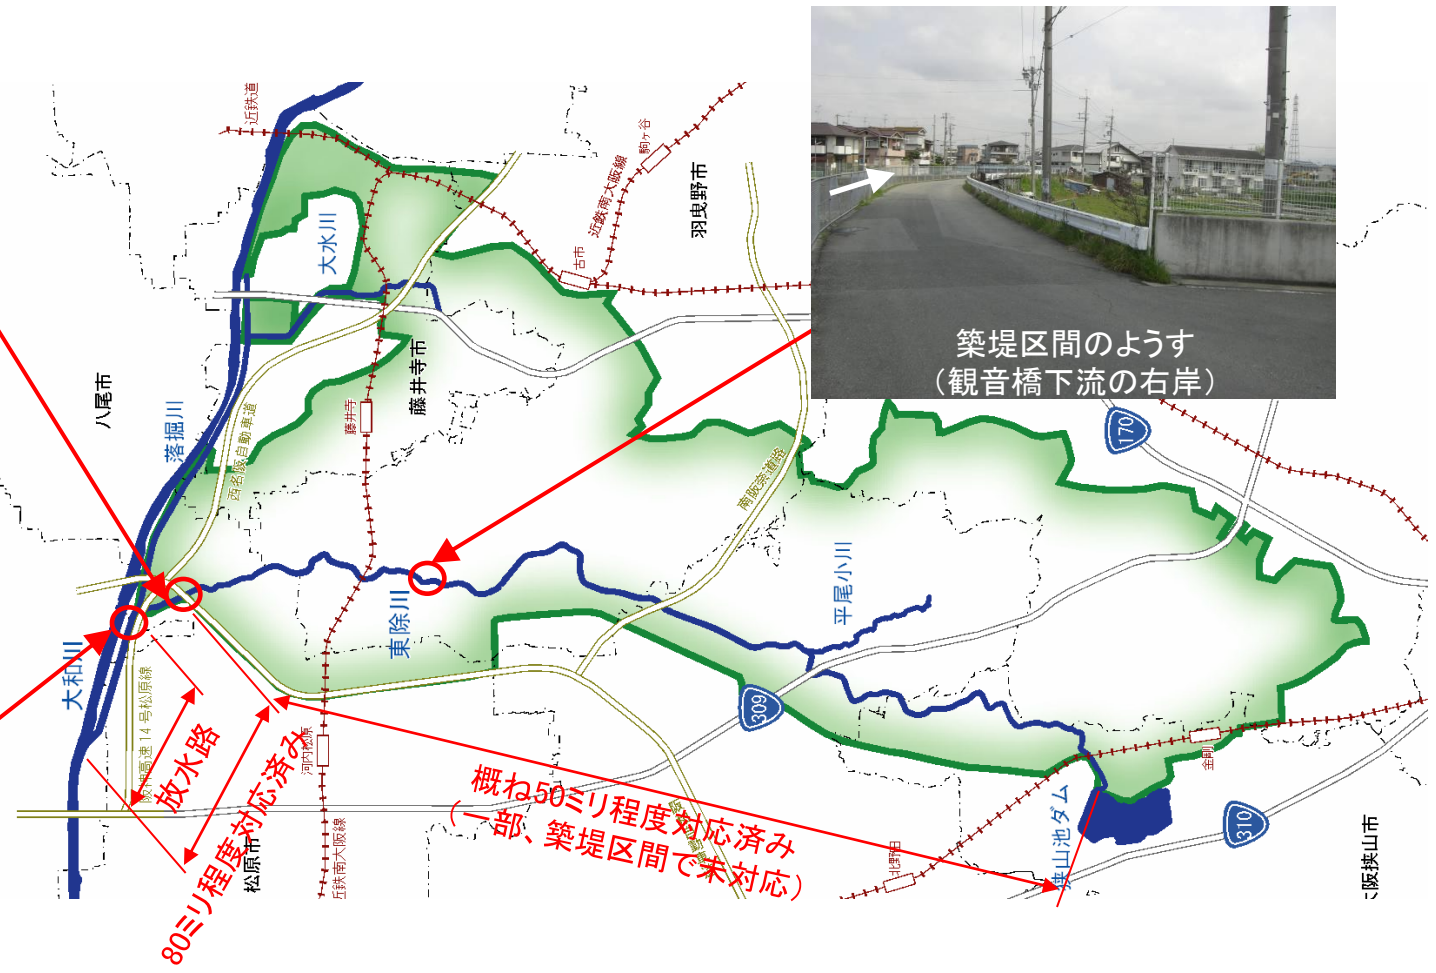 築堤区間のようす
（観音橋下流の右岸）
近鉄道
駒ヶ谷
近鉄南大阪線
羽曳野市
古市
大水川
八尾市
藤井寺市
藤井寺
落掘川
西名阪自動車道
南阪奈道路
170
平尾小川
東除川
大和川
阪神高速14号松原線
放水路
80ミリ程度対応済み
河内松原
松原市
近鉄南大阪線
309
概ね50ミリ程度対応済み
（一部、築堤区間で未対応）
金剛
狭山池ダム
310
北野田
大阪狭山市